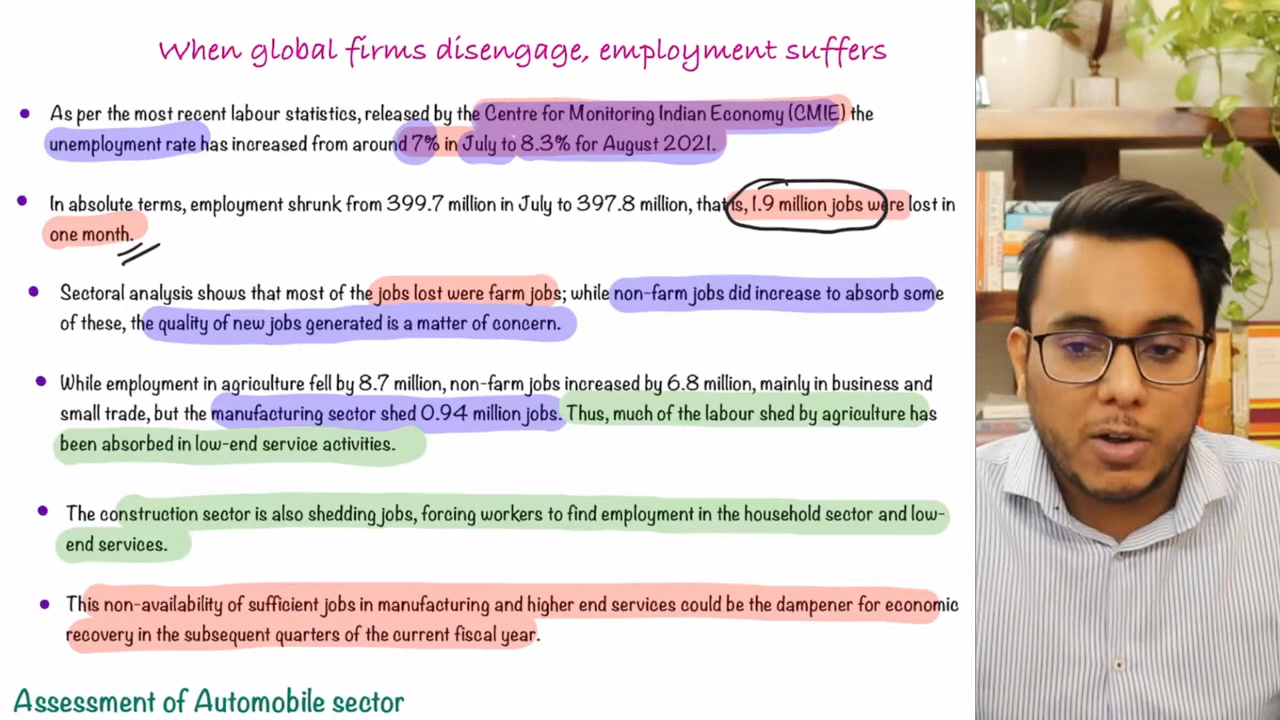 When global firms disengage, employment suffers
As per the most recent labour statistics, released by the Centre for Monitoring Indian Economy (CMIE) the
unemployment rate has increased from around 7% in July to 8.3% for August 2021.
In absolute terms, employment shrunk from 399.7 million in July to 397.8 million, that is, 1.9 million jobs were lost in
one month.
Sectoral analysis shows that most of the jobs lost were farm jobs; while non-farm jobs did increase to absorb some
of these, the quality of new jobs generated is a matter of concern.
While employment in agriculture fell by 8.7 million, non-farm jobs increased by 6.8 million, mainly in business and
small trade, but the manufacturing sector shed 0.94 million jobs. Thus, much of the labour shed by agriculture has
been absorbed in low-end service activities.
The construction sector is also shedding jobs, forcing workers to find employment in the household sector and low-
end services.
This non-availability of sufficient jobs in manufacturing and higher end services could be the dampener for economic
recovery in the subsequent quarters of the current fiscal year.
Assessment of Automobile sector